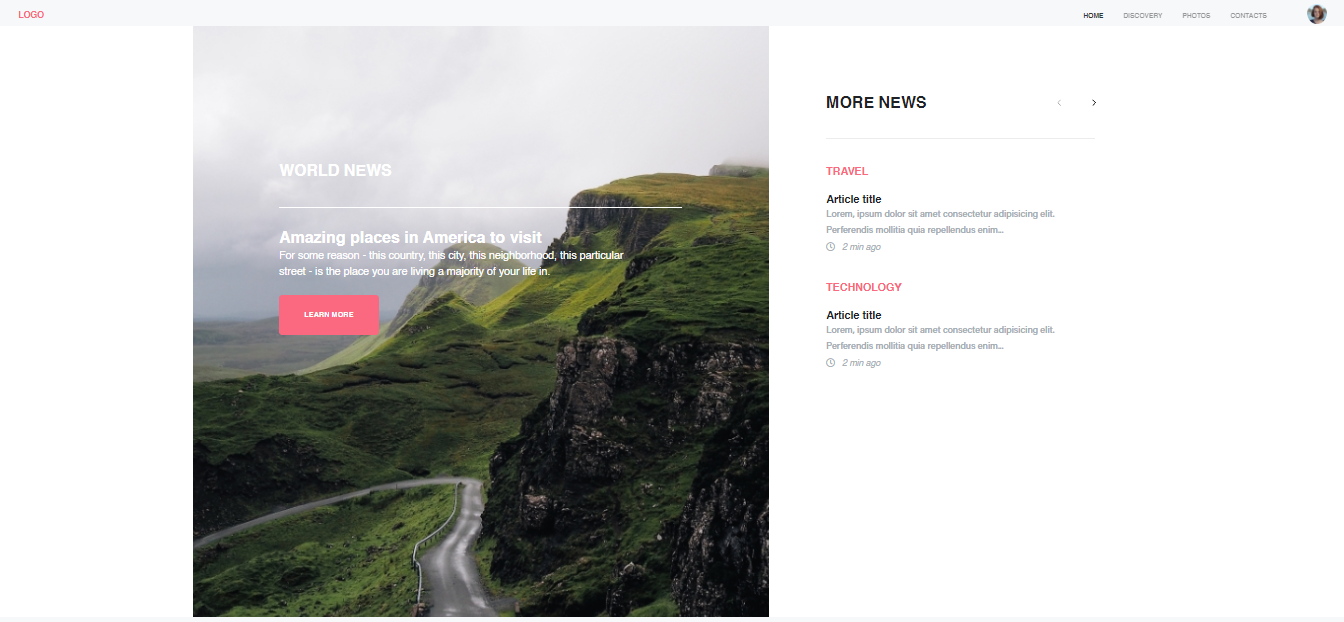 LOGO
HOME DISCOVERY PHOTOS CONTACTS
WORLD NEWS
Amazing places in America to visit
For some reason - this country, this city, this neighborhood, this particular
street - is the place you are living a majority of your life in.
LEARN MORE
MORE NEWS
TRAVEL
Article title
Lorem, ipsum dolor sit amet consectetur adipisicing elit.
Perferendis mollitia quia repellendus enim...
2 min ago
TECHNOLOGY
Article title
Lorem, ipsum dolor sit amet consectetur adipisicing elit.
Perferendis mollitia quia repellendus enim...
2 min ago